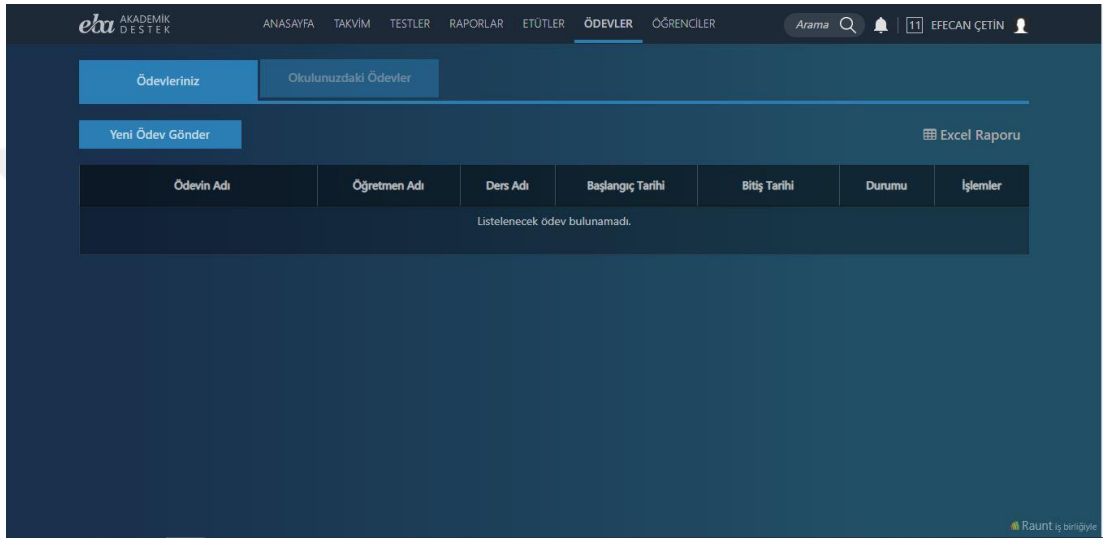 eba AKADEMİK DESTEK ANASAYFA TAKVİM TESTLER RAPORLAR ETÜTLER ÖDEVLER ÖĞRENCİLER Arama 11 EFECAN ÇETİN
Ödevleriniz Okulunuzdaki Ödevler
Yeni Ödev Gönder Excel Raporu
Ödevin Adı Öğretmen Adı Ders Adı Başlangıç Tarihi Bitiş Tarihi Durumu İşlemler
Listelenecek ödev bulunamadı.
Raunt iş birliğiyle